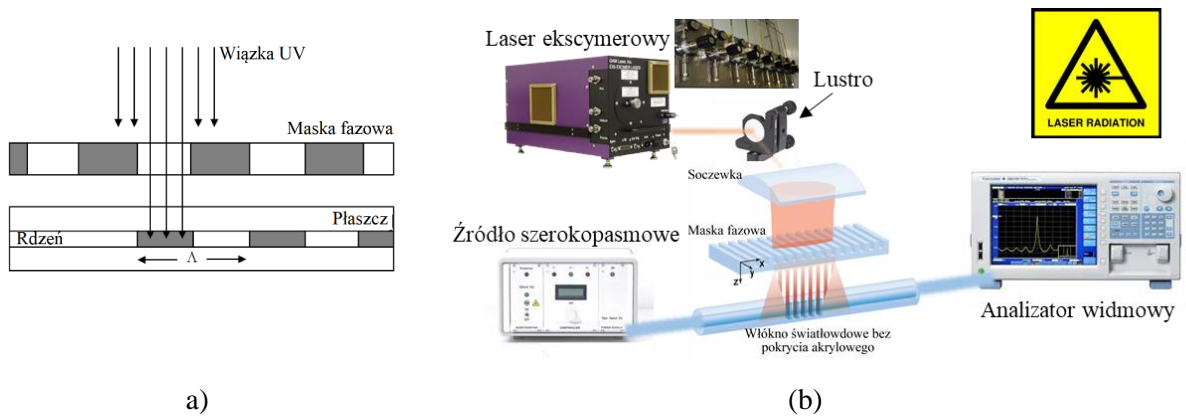 Wiązka UV
Maska fazowa
Płaszcz
Rdzeń
Λ
a)
Laser ekscymerowy
Lustro
LASER RADIATION
Soczewka
Maska fazowa
x
y
z
Źródło szerokopasmowe
Analizator widmowy
Włókno światłowdowe bez
pokrycia akrylowego
(b)